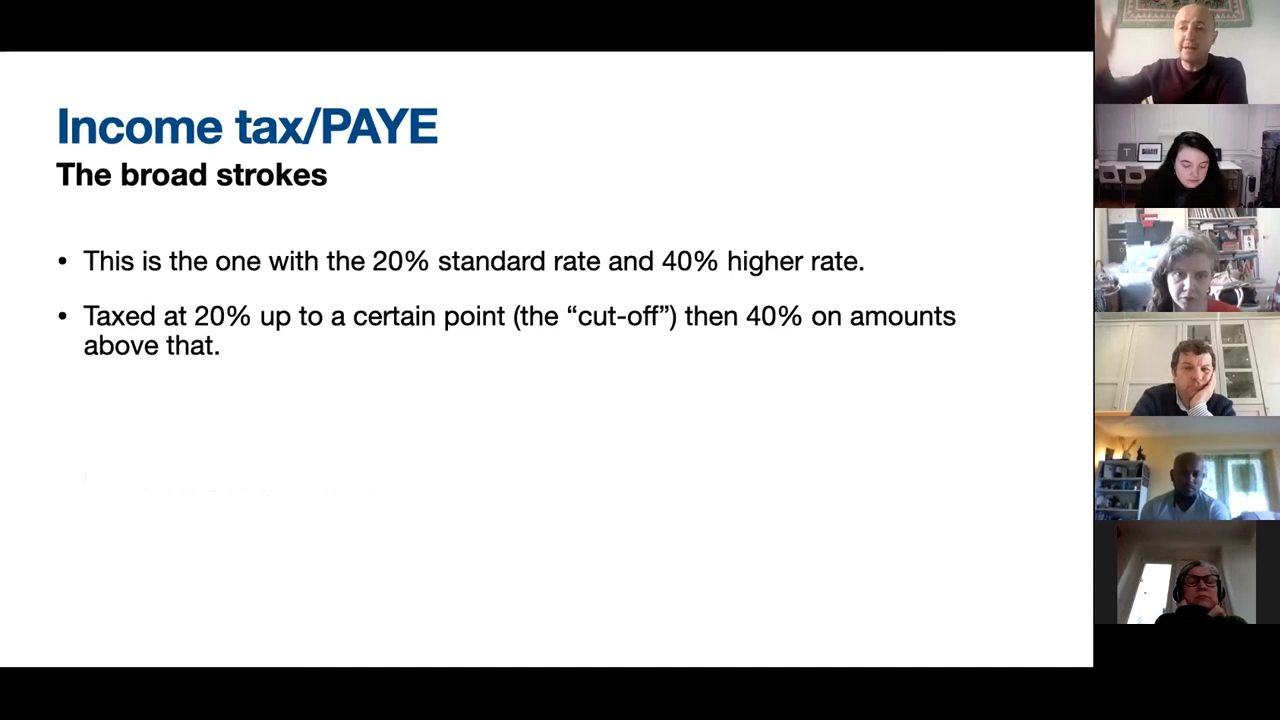 Income tax/PAYE
The broad strokes
• This is the one with the 20% standard rate and 40% higher rate.
• Taxed at 20% up to a certain point (the “cut-off”) then 40% on amounts
above that.